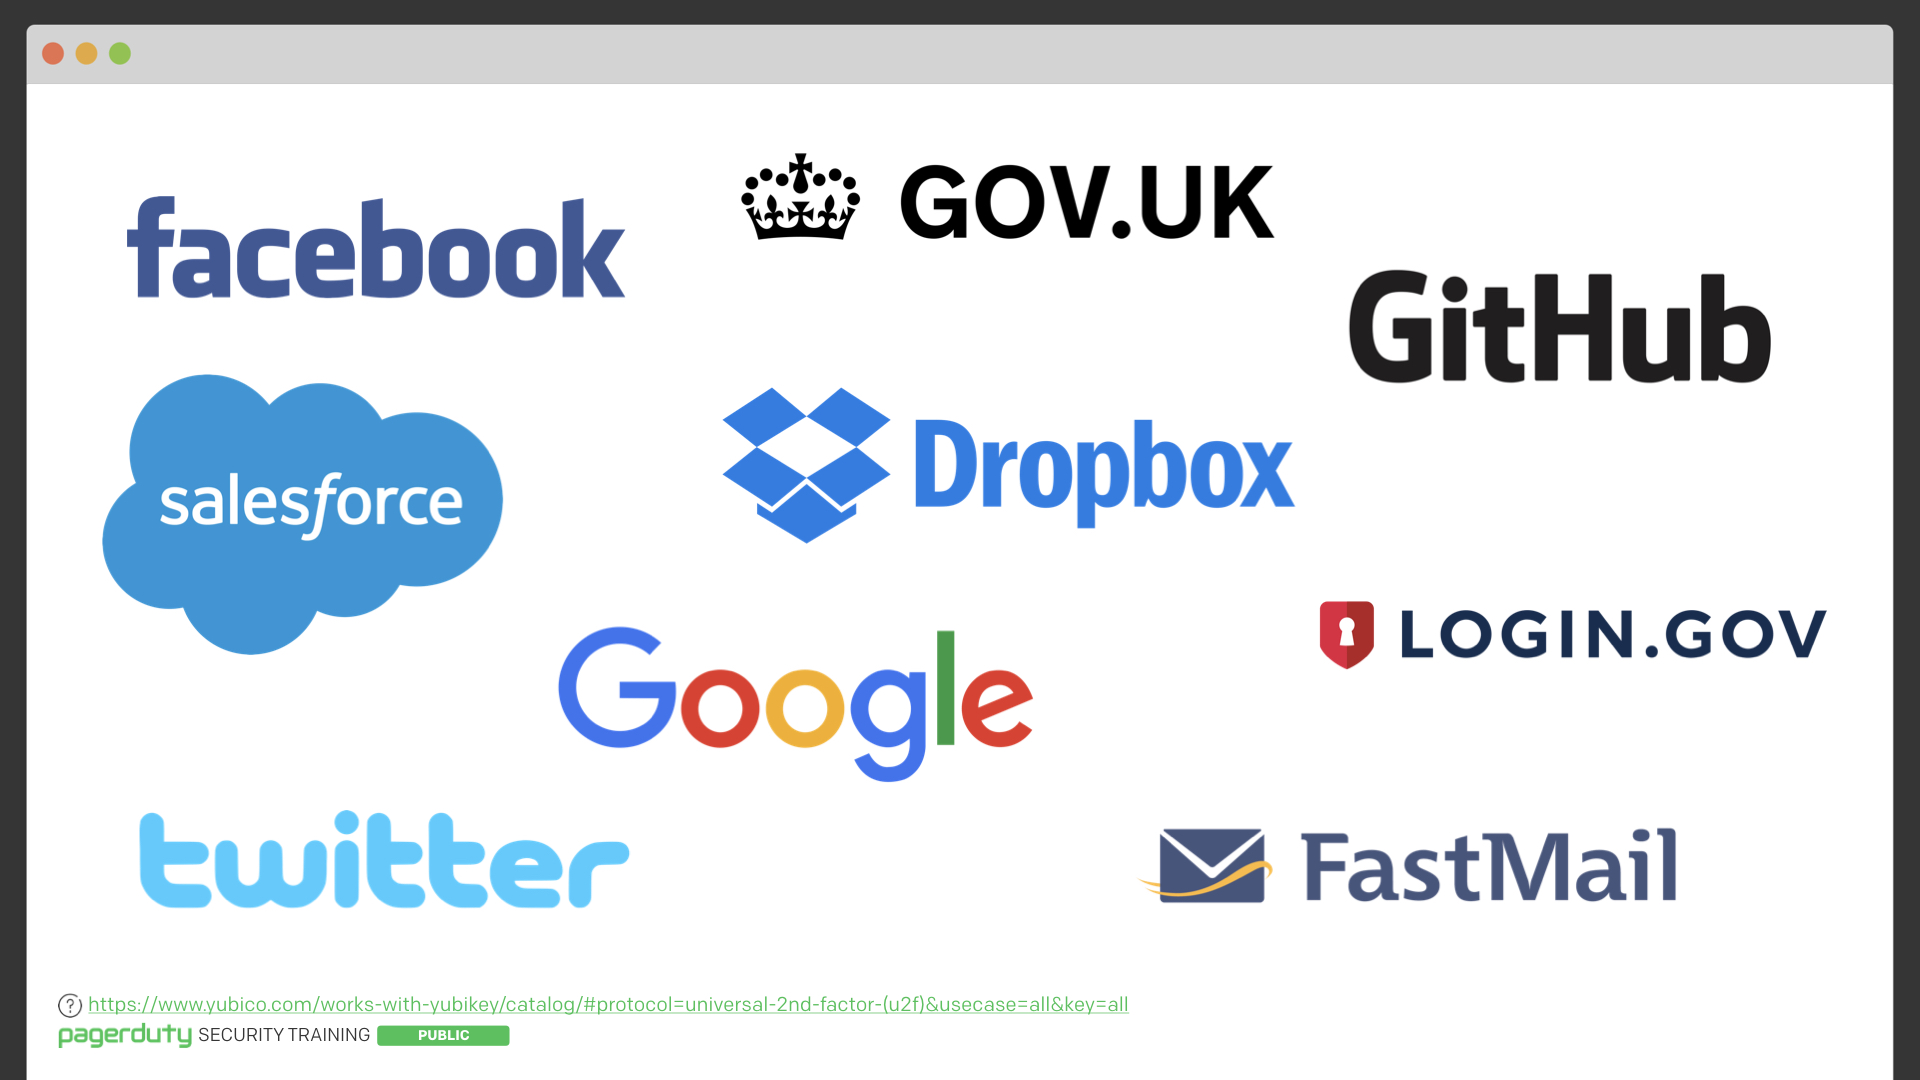 facebook
GOV.UK
GitHub
salesforce
Dropbox
LOGIN.GOV
Google
twitter
FastMail
? https://www.yubico.com/works-with-yubikey/catalog/#protocol=universal-2nd-factor-(u2f)&usecase=all&key=all
pagerduty SECURITY TRAINING PUBLIC